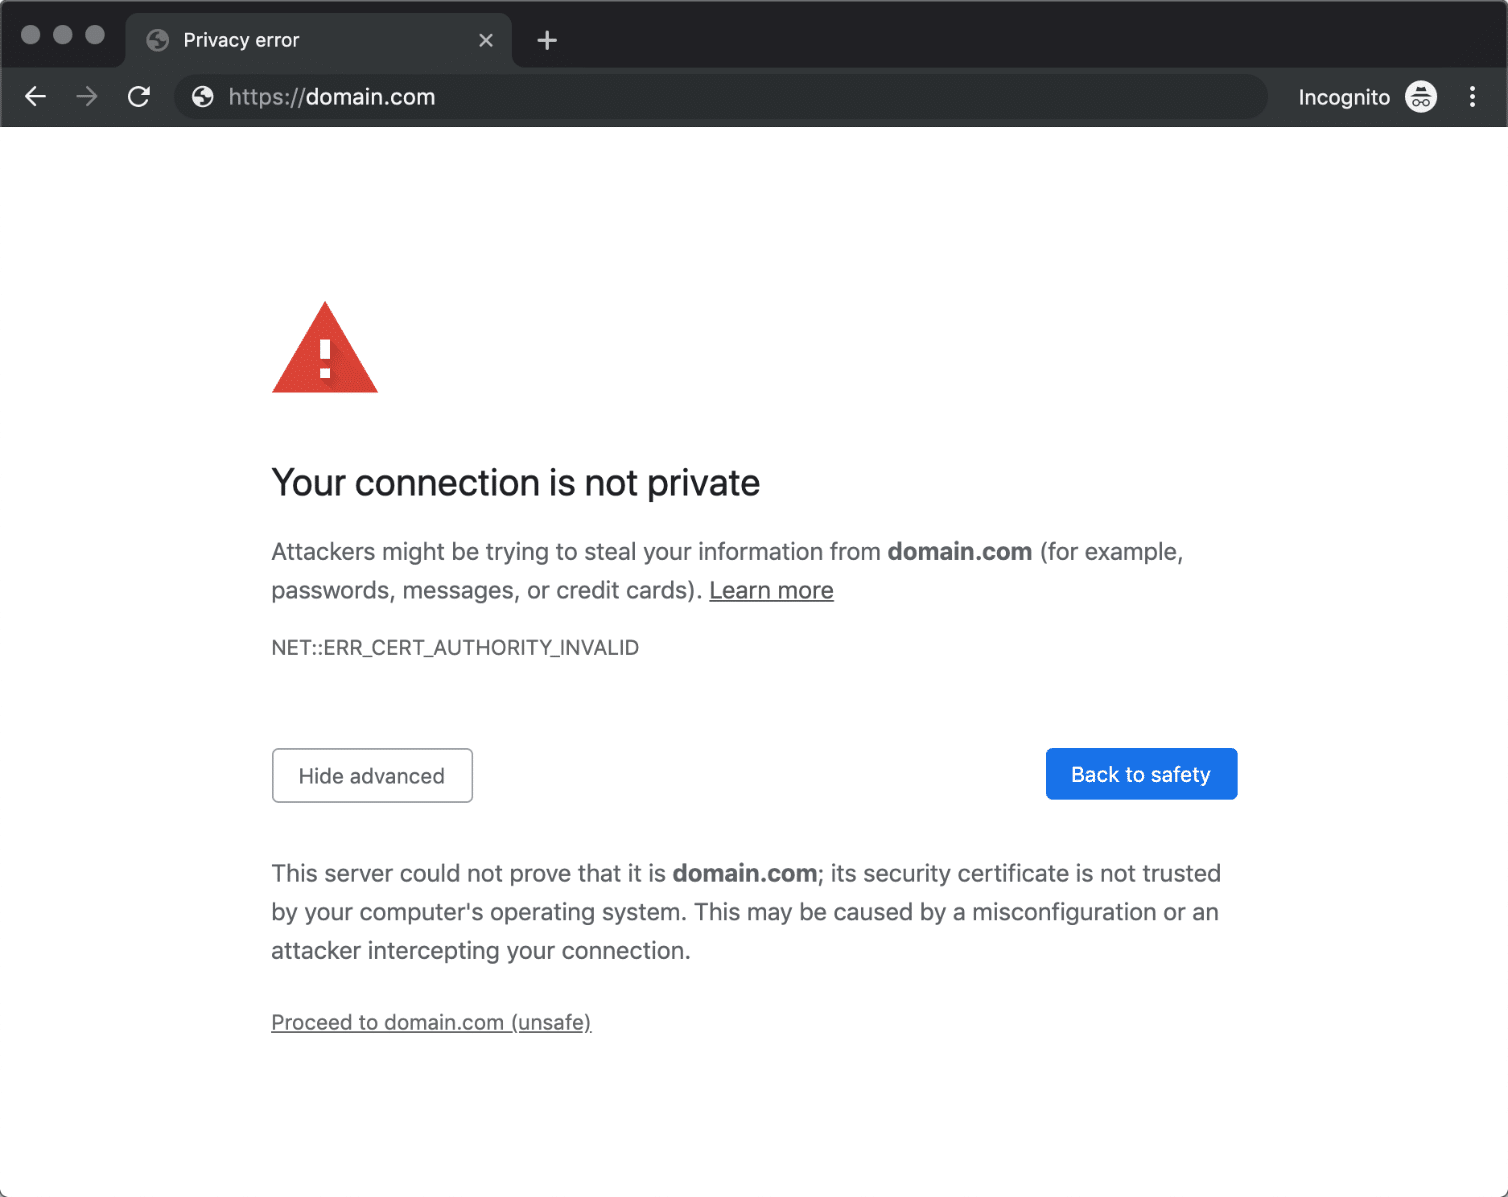 Privacy error
https://domain.com
Incognito
Your connection is not private
Attackers might be trying to steal your information from domain.com (for example,
passwords, messages, or credit cards). Learn more
NET::ERR_CERT_AUTHORITY_INVALID
Hide advanced
Back to safety
This server could not prove that it is domain.com; its security certificate is not trusted
by your computer's operating system. This may be caused by a misconfiguration or an
attacker intercepting your connection.
Proceed to domain.com (unsafe)